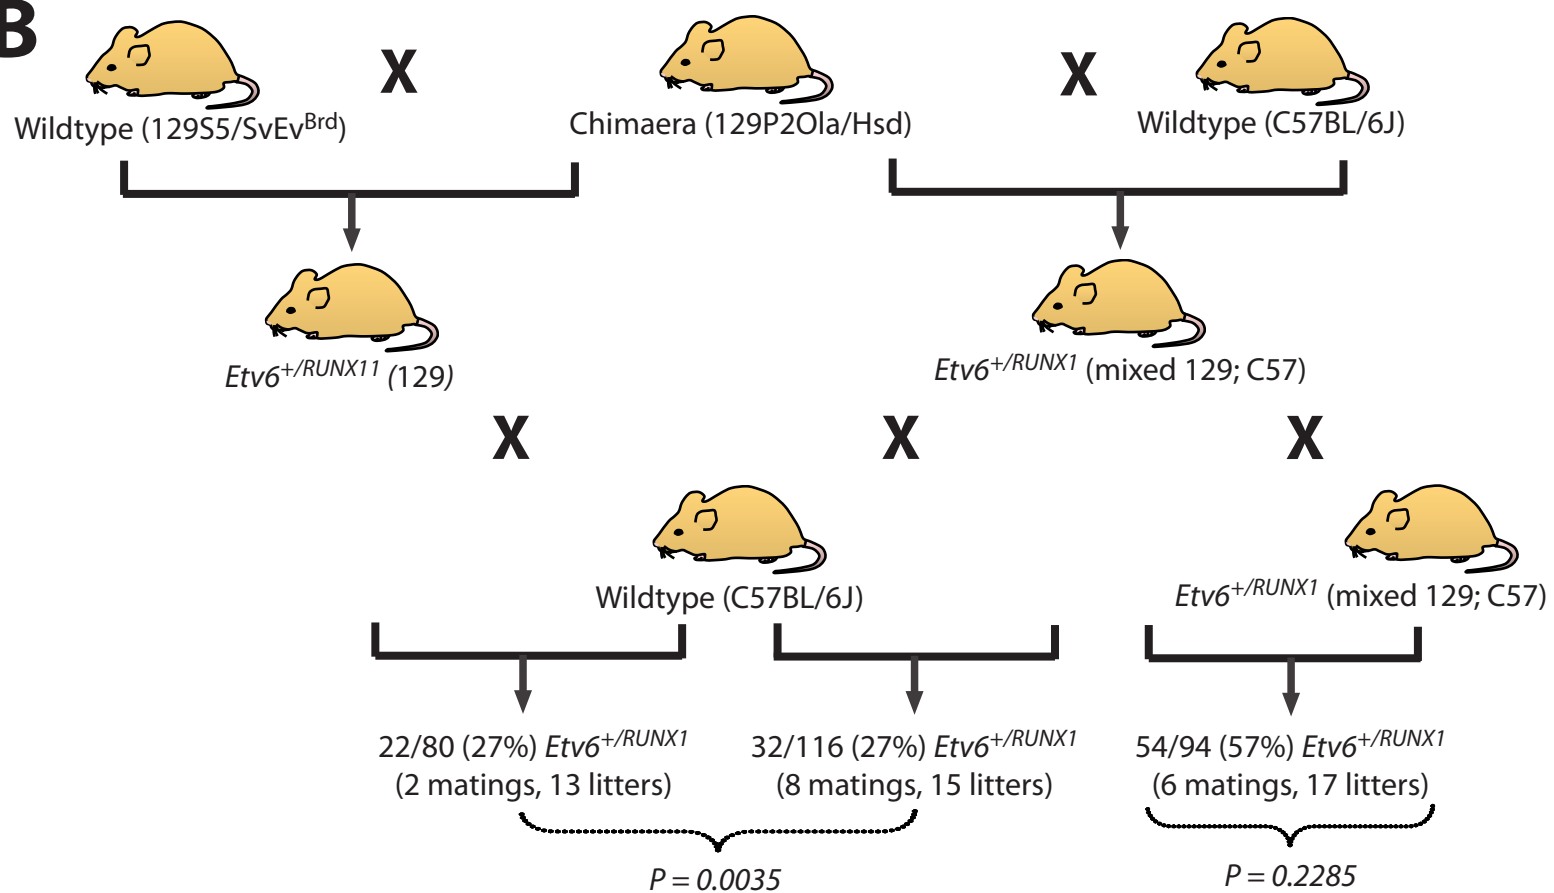 B
X
X
Wildtype (129S5/SvEvBrd)
Chimaera (129P2Ola/Hsd)
Wildtype (C57BL/6J)
Etv6+/RUNX11 (129)
Etv6+/RUNX1 (mixed 129; C57)
X
X
X
Wildtype (C57BL/6J)
Etv6+/RUNX1 (mixed 129; C57)
22/80 (27%) Etv6+/RUNX1
(2 matings, 13 litters)
32/116 (27%) Etv6+/RUNX1
(8 matings, 15 litters)
54/94 (57%) Etv6+/RUNX1
(6 matings, 17 litters)
P = 0.0035
P = 0.2285